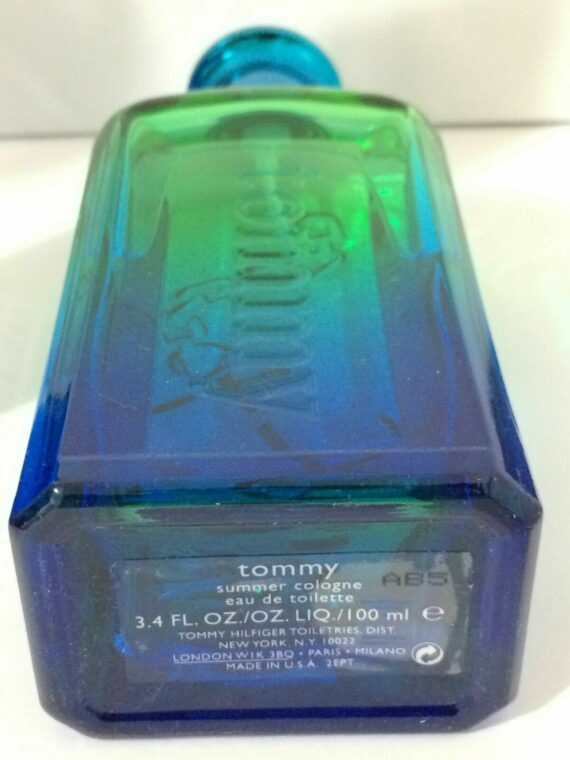 tommy
tommy
summer cologne
AB5
eau de toilette
3.4 FL. OZ./OZ. LIQ./100 ml e
TOMMY HILFIGER TOILETRIES, DIST.
NEW YORK, N.Y. 10022
LONDON W1K 3BQ • PARIS • MILANO
MADE IN U.S.A. 2EPT